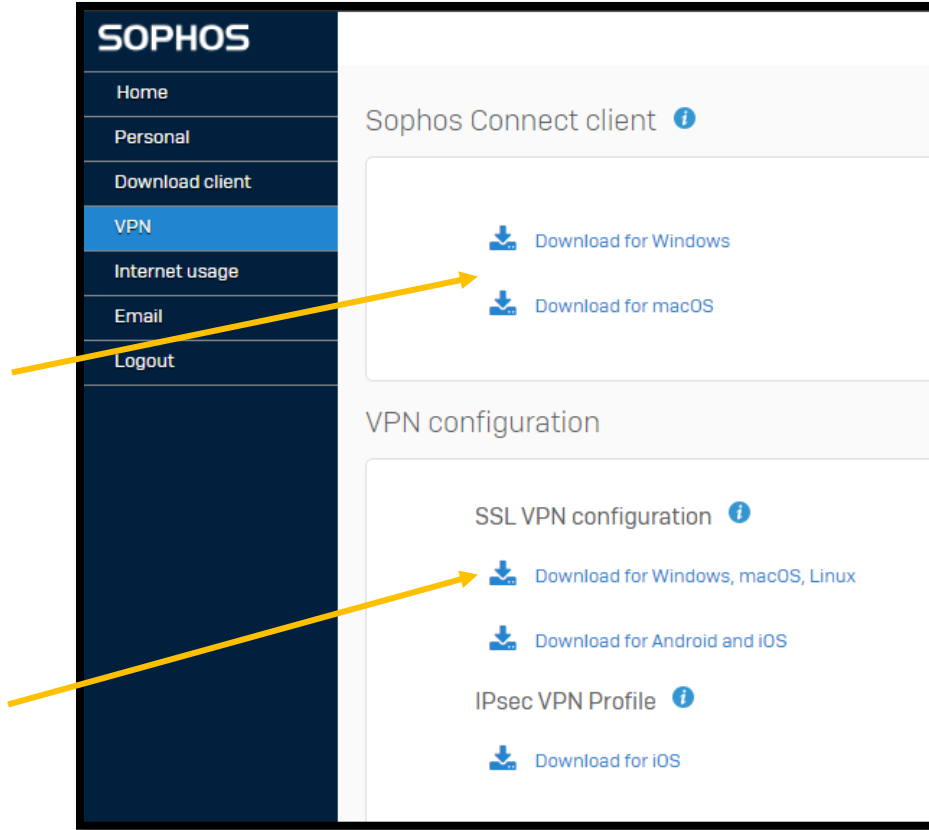 SOPHOS
Home
Personal
Download client
VPN
Internet usage
Email
Logout
Sophos Connect client i
Download for Windows
Download for macOS
VPN configuration
SSL VPN configuration i
Download for Windows, macOS, Linux
Download for Android and iOS
IPsec VPN Profile i
Download for iOS